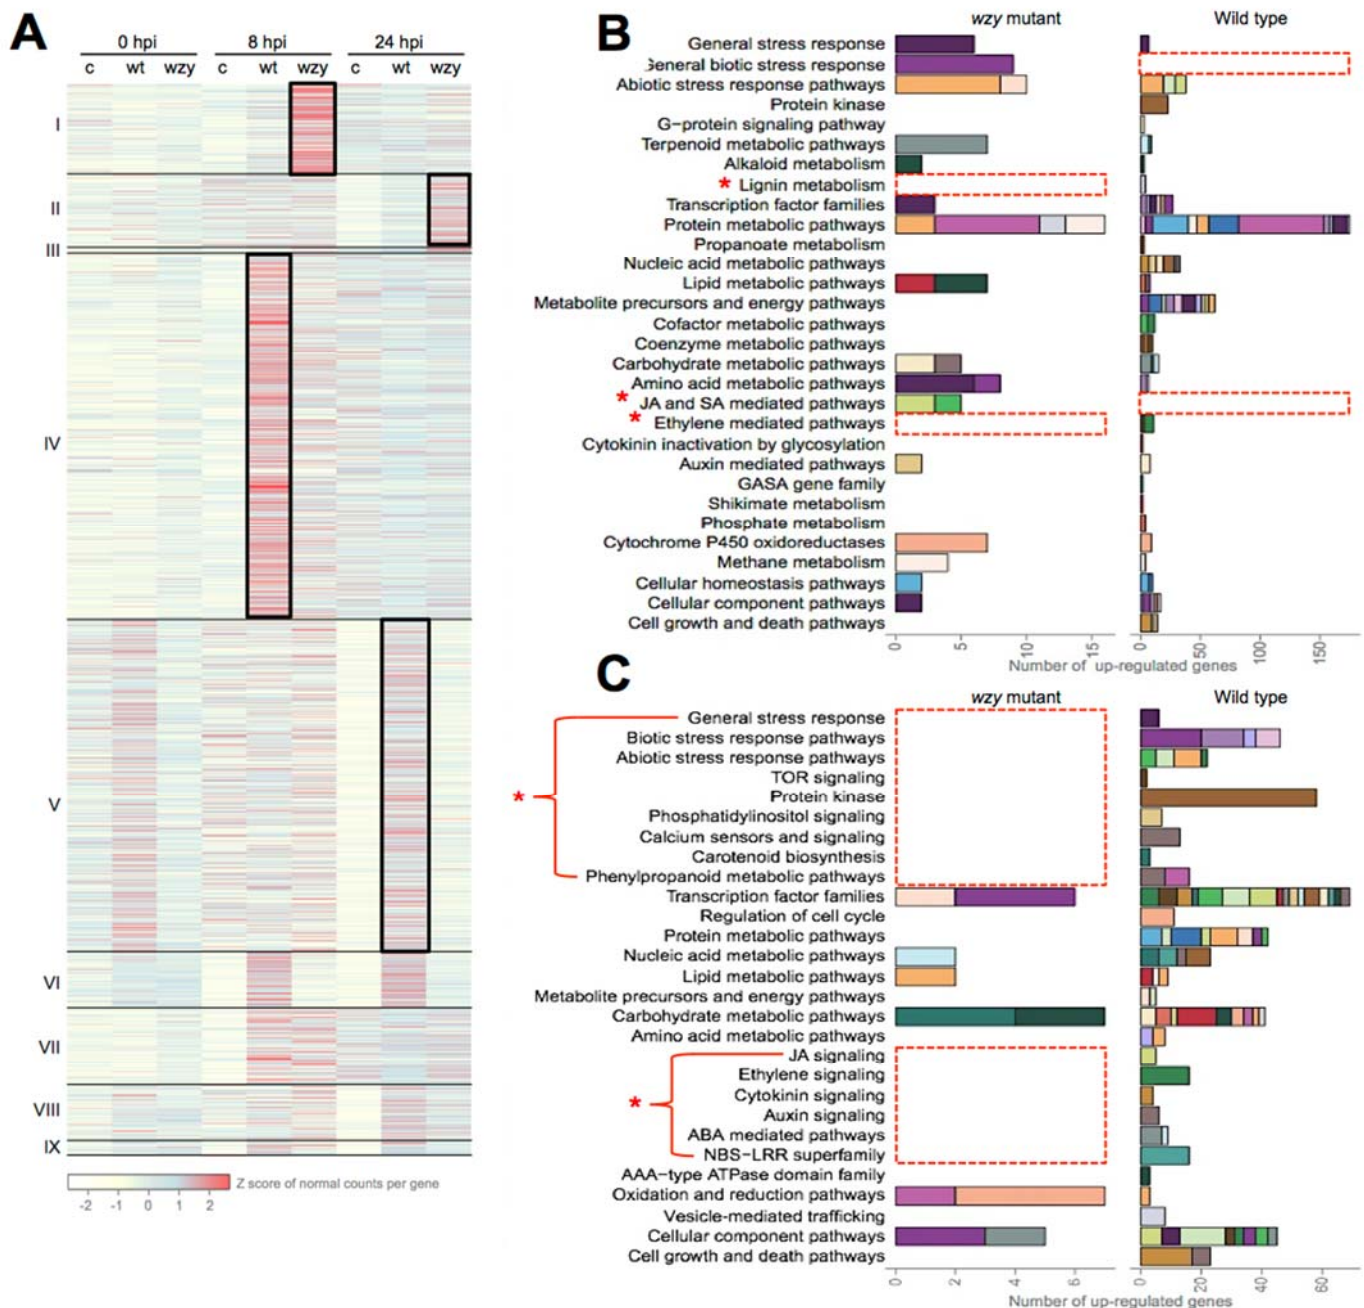 A
0 hpi 8 hpi 24 hpi
c wt wzy c wt wzy c wt wzy
I
II
III
IV
V
VI
VII
VIII
IX
-2 -1 0 1 2
Z score of normal counts per gene
B
wzy mutant Wild type
General stress response
General biotic stress response
Abiotic stress response pathways
Protein kinase
G-protein signaling pathway
Terpenoid metabolic pathways
Alkaloid metabolism
* Lignin metabolism
Transcription factor families
Protein metabolic pathways
Propanoate metabolism
Nucleic acid metabolic pathways
Lipid metabolic pathways
Metabolite precursors and energy pathways
Cofactor metabolic pathways
Coenzyme metabolic pathways
Carbohydrate metabolic pathways
Amino acid metabolic pathways
* JA and SA mediated pathways
* Ethylene mediated pathways
Cytokinin inactivation by glycosylation
Auxin mediated pathways
GASA gene family
Shikimate metabolism
Phosphate metabolism
Cytochrome P450 oxidoreductases
Methane metabolism
Cellular homeostasis pathways
Cellular component pathways
Cell growth and death pathways
0 5 10 15 0 50 100 150
Number of up-regulated genes
C
wzy mutant Wild type
General stress response
Biotic stress response pathways
Abiotic stress response pathways
TOR signaling
* Protein kinase
Phosphatidylinositol signaling
Calcium sensors and signaling
Carotenoid biosynthesis
Phenylpropanoid metabolic pathways
Transcription factor families
Regulation of cell cycle
Protein metabolic pathways
Nucleic acid metabolic pathways
Lipid metabolic pathways
Metabolite precursors and energy pathways
Carbohydrate metabolic pathways
Amino acid metabolic pathways
JA signaling
Ethylene signaling
Cytokinin signaling
* Auxin signaling
ABA mediated pathways
NBS-LRR superfamily
AAA-type ATPase domain family
Oxidation and reduction pathways
Vesicle-mediated trafficking
Cellular component pathways
Cell growth and death pathways
0 2 4 6 0 20 40 60
Number of up-regulated genes